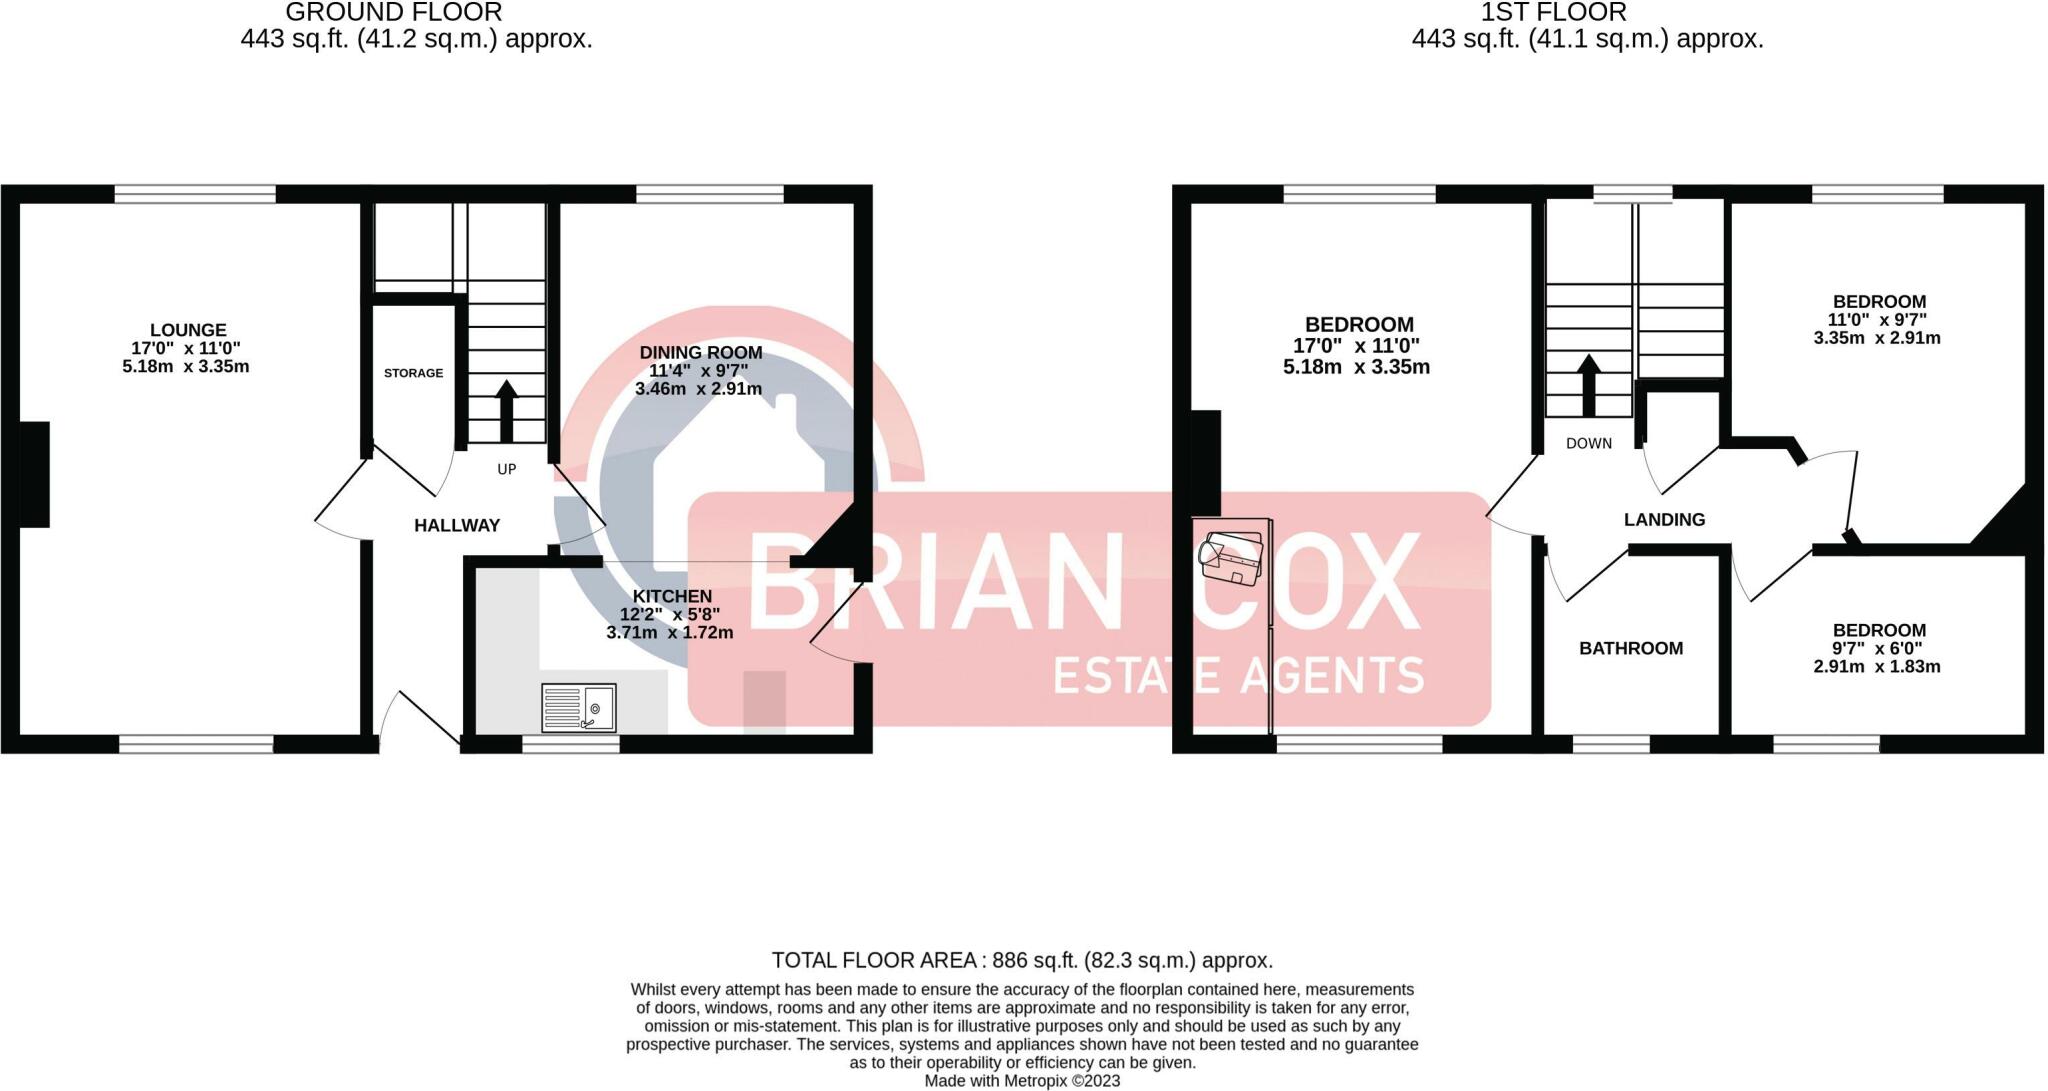 GROUND FLOOR
443 sq.ft. (41.2 sq.m.) approx.
1ST FLOOR
443 sq.ft. (41.1 sq.m.) approx.
LOUNGE
17'0" x 11'0"
5.18m x 3.35m
STORAGE
UP
HALLWAY
DINING ROOM
11'4" x 9'7"
3.46m x 2.91m
KITCHEN
12'2" x 5'8"
3.71m x 1.72m
BRIAN COX
ESTATE AGENTS
BEDROOM
17'0" x 11'0"
5.18m x 3.35m
DOWN
LANDING
BEDROOM
11'0" x 9'7"
3.35m x 2.91m
BATHROOM
BEDROOM
9'7" x 6'0"
2.91m x 1.83m
TOTAL FLOOR AREA : 886 sq.ft. (82.3 sq.m.) approx.
Whilst every attempt has been made to ensure the accuracy of the floorplan contained here, measurements
of doors, windows, rooms and any other items are approximate and no responsibility is taken for any error,
omission or mis-statement. This plan is for illustrative purposes only and should be used as such by any
prospective purchaser. The services, systems and appliances shown have not been tested and no guarantee
as to their operability or efficiency can be given.
Made with Metropix ©2023